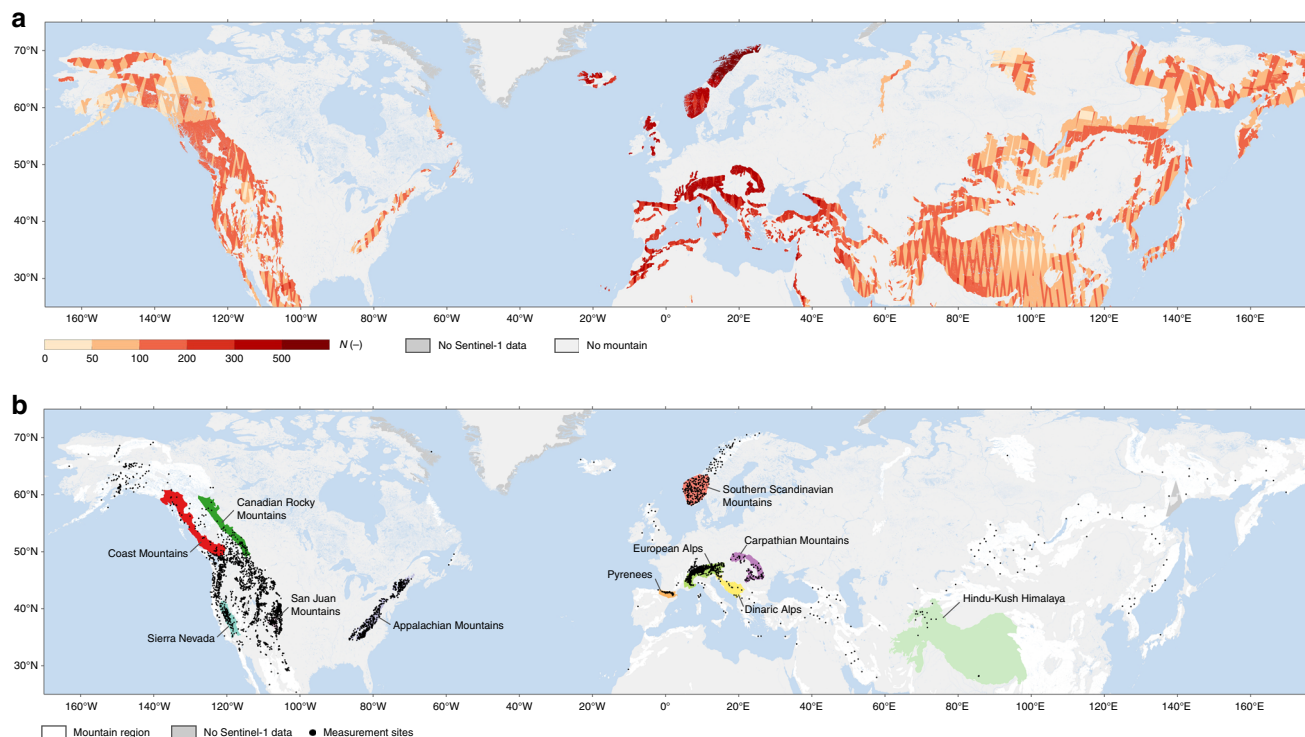 a
70°N
60°N
50°N
40°N
30°N
160°W 140°W 120°W 100°W 80°W 60°W 40°W 20°W 0° 20°E 40°E 60°E 80°E 100°E 120°E 140°E 160°E
N (–) No Sentinel-1 data No mountain
0 50 100 200 300 500
b
70°N
60°N
50°N
40°N
30°N
Canadian Rocky
Mountains
Coast Mountains
San Juan
Mountains
Sierra Nevada
Appalachian Mountains
Southern Scandinavian
Mountains
European Alps
Carpathian Mountains
Pyrenees
Dinaric Alps
Hindu-Kush Himalaya
160°W 140°W 120°W 100°W 80°W 60°W 40°W 20°W 0° 20°E 40°E 60°E 80°E 100°E 120°E 140°E 160°E
Mountain region No Sentinel-1 data Measurement sites